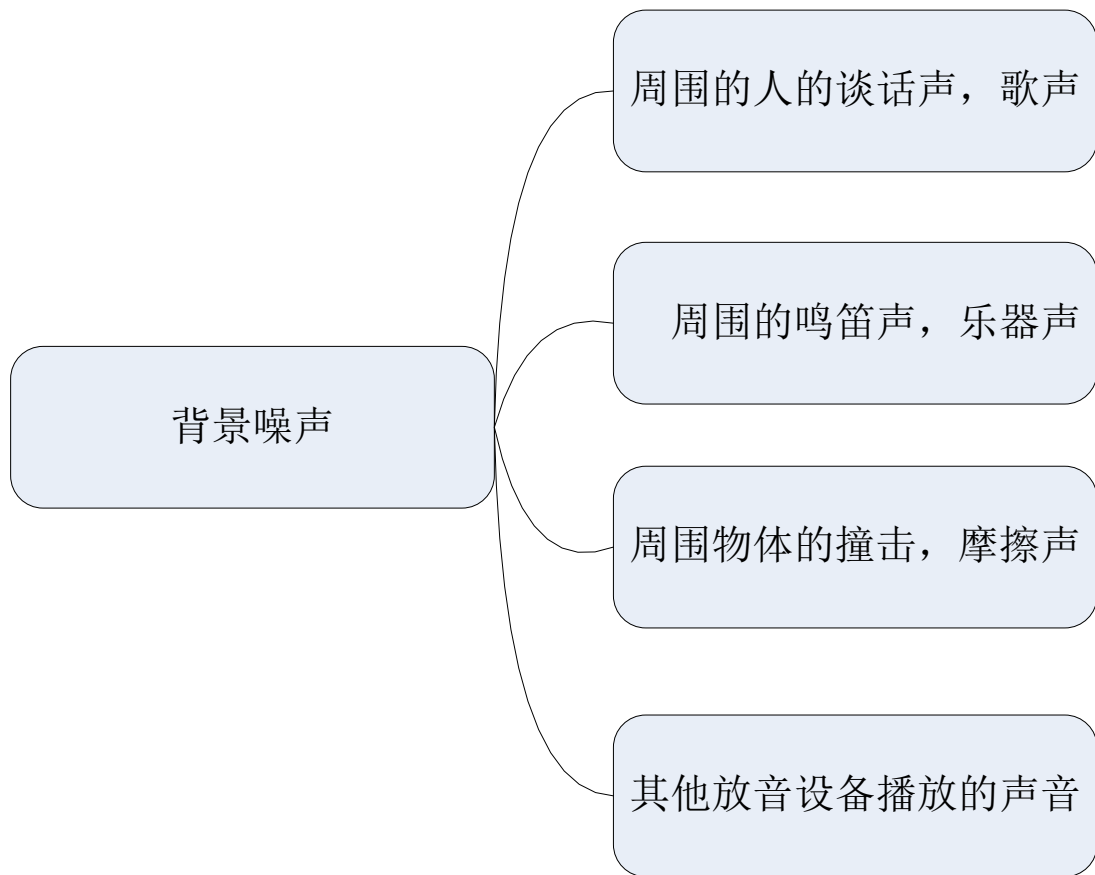 周围的人的谈话声，歌声
周围的鸣笛声，乐器声
背景噪声
周围物体的撞击，摩擦声
其他放音设备播放的声音